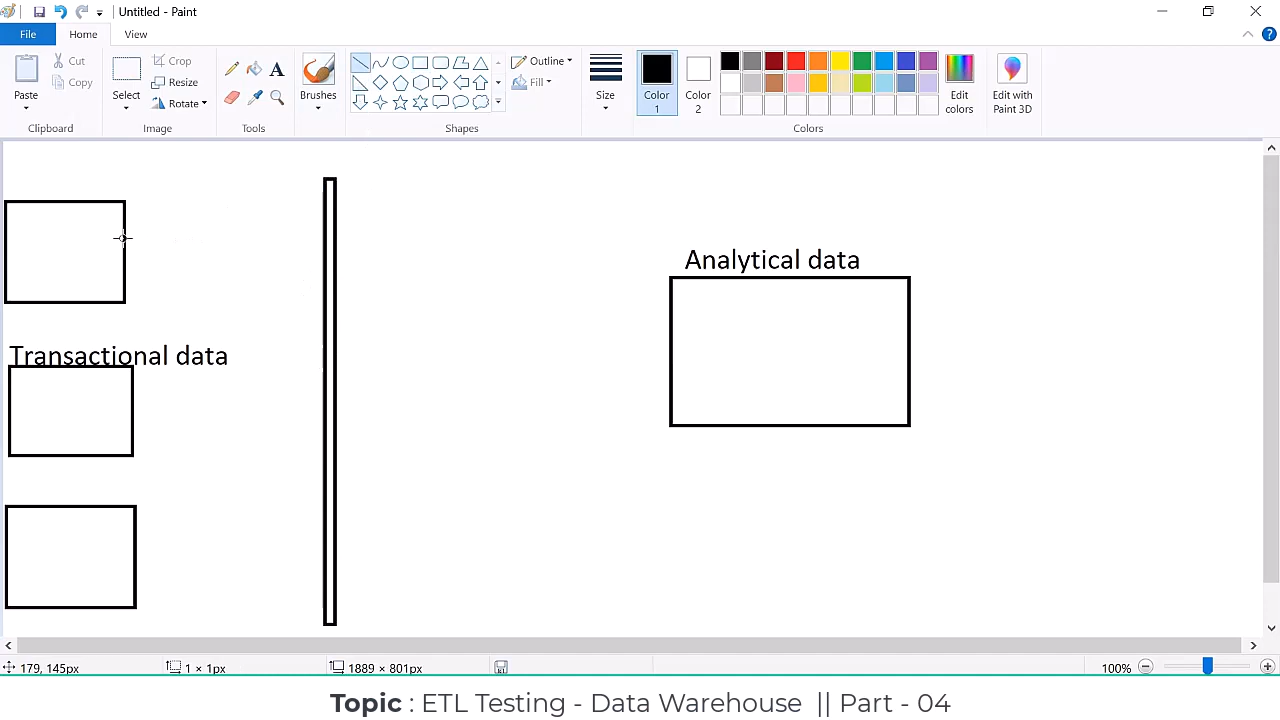 Untitled - Paint
File
Home
View
Paste
Cut
Copy
Clipboard
Select
Crop
Resize
Rotate
Image
A
Tools
Brushes
Outline
Fill
Shapes
Size
Color
1
Color
2
Edit
colors
Edit with
Paint 3D
Colors
Analytical data
Transactional data
179, 145px
1 × 1px
1889 × 801px
100%
Topic : ETL Testing - Data Warehouse || Part - 04